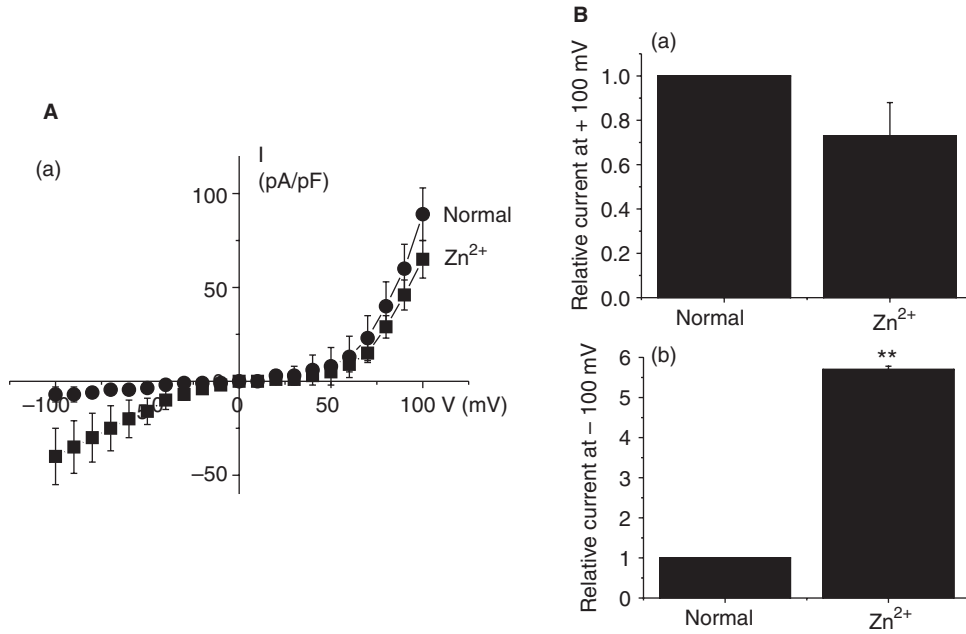 A
(a)
I
(pA/pF)
100
50
Normal
Zn²⁺
−100
−50
0
0
50
100 V (mV)
−50
B
(a)
Relative current at + 100 mV
1.0
0.8
0.6
0.4
0.2
0.0
Normal
Zn²⁺
(b)
Relative current at − 100 mV
6
5
4
3
2
1
0
**
Normal
Zn²⁺